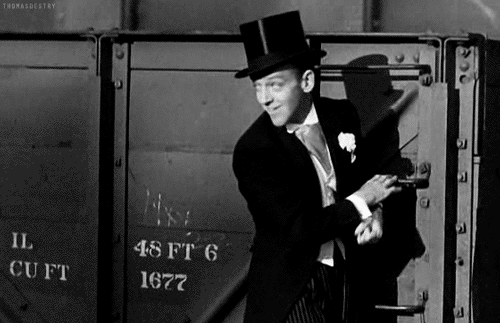 THOMASDESTRY
IL
CU FT
48 FT 6
1677